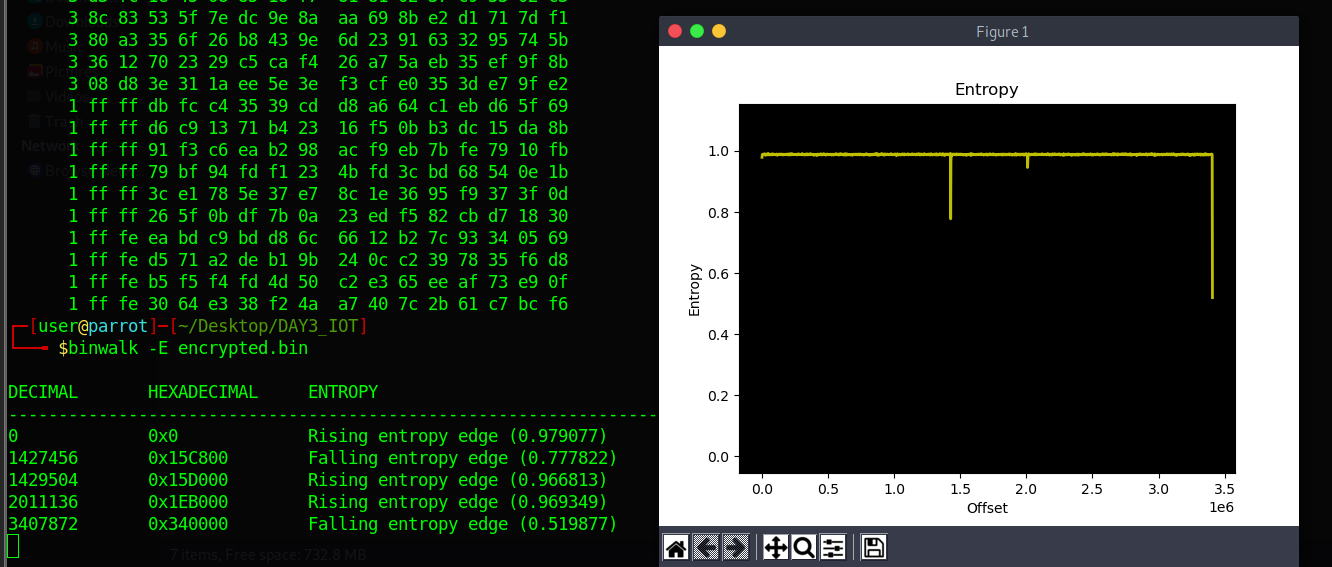 3 8c 83 53 5f 7e dc 9e 8a  aa 69 8b e2 d1 71 7d f1
3 80 a3 35 6f 26 b8 43 9e  6d 23 91 63 32 95 74 5b
3 36 12 70 23 29 c5 ca f4  26 a7 5a eb 35 ef 9f 8b
3 08 d8 3e 31 1a ee 5e 3e  f3 cf e0 35 3d e7 9f e2
1 ff ff db fc c4 35 39 cd  d8 a6 64 c1 eb d6 5f 69
1 ff ff d6 c9 13 71 b4 23  16 f5 0b b3 dc 15 da 8b
1 ff ff 91 f3 c6 ea b2 98  ac f9 eb 7b fe 79 10 fb
1 ff ff 79 bf 94 fd f1 23  4b fd 3c bd 68 54 0e 1b
1 ff ff 3c e1 78 5e 37 e7  8c 1e 36 95 f9 37 3f 0d
1 ff ff 26 5f 0b df 7b 0a  23 ed f5 82 cb d7 18 30
1 ff fe ea bd c9 bd d8 6c  66 12 b2 7c 93 34 05 69
1 ff fe d5 71 a2 de b1 9b  24 0c c2 39 78 35 f6 d8
1 ff fe b5 f5 f4 fd 4d 50  c2 e3 65 ee af 73 e9 0f
1 ff fe 30 64 e3 38 f2 4a  a7 40 7c 2b 61 c7 bc f6
[user@parrot]─[~/Desktop/DAY3_IOT]
$binwalk -E encrypted.bin
DECIMAL HEXADECIMAL ENTROPY
--------------------------------------------------------------------------------
0 0x0 Rising entropy edge (0.979077)
1427456 0x15C800 Falling entropy edge (0.777822)
1429504 0x15D000 Rising entropy edge (0.966813)
2011136 0x1EB000 Rising entropy edge (0.969349)
3407872 0x340000 Falling entropy edge (0.519877)
7 items, Free space: 732.8 MB
Network
Figure 1
Entropy
1.0
0.8
0.6
0.4
0.2
0.0
Entropy
0.0 0.5 1.0 1.5 2.0 2.5 3.0 3.5
1e6
Offset